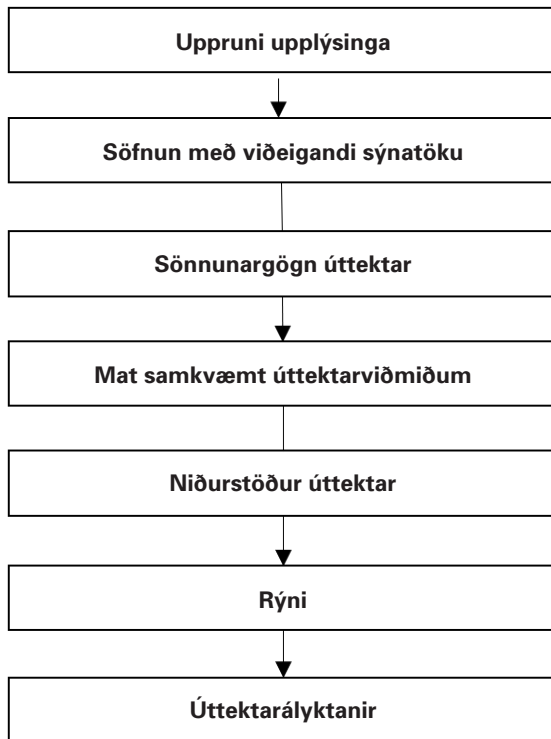 Uppruni upplýsinga
Söfnun með viðeigandi sýnatöku
Sönnunargögn úttektar
Mat samkvæmt úttektarviðmiðum
Niðurstöður úttektar
Rýni
Úttektarályktanir